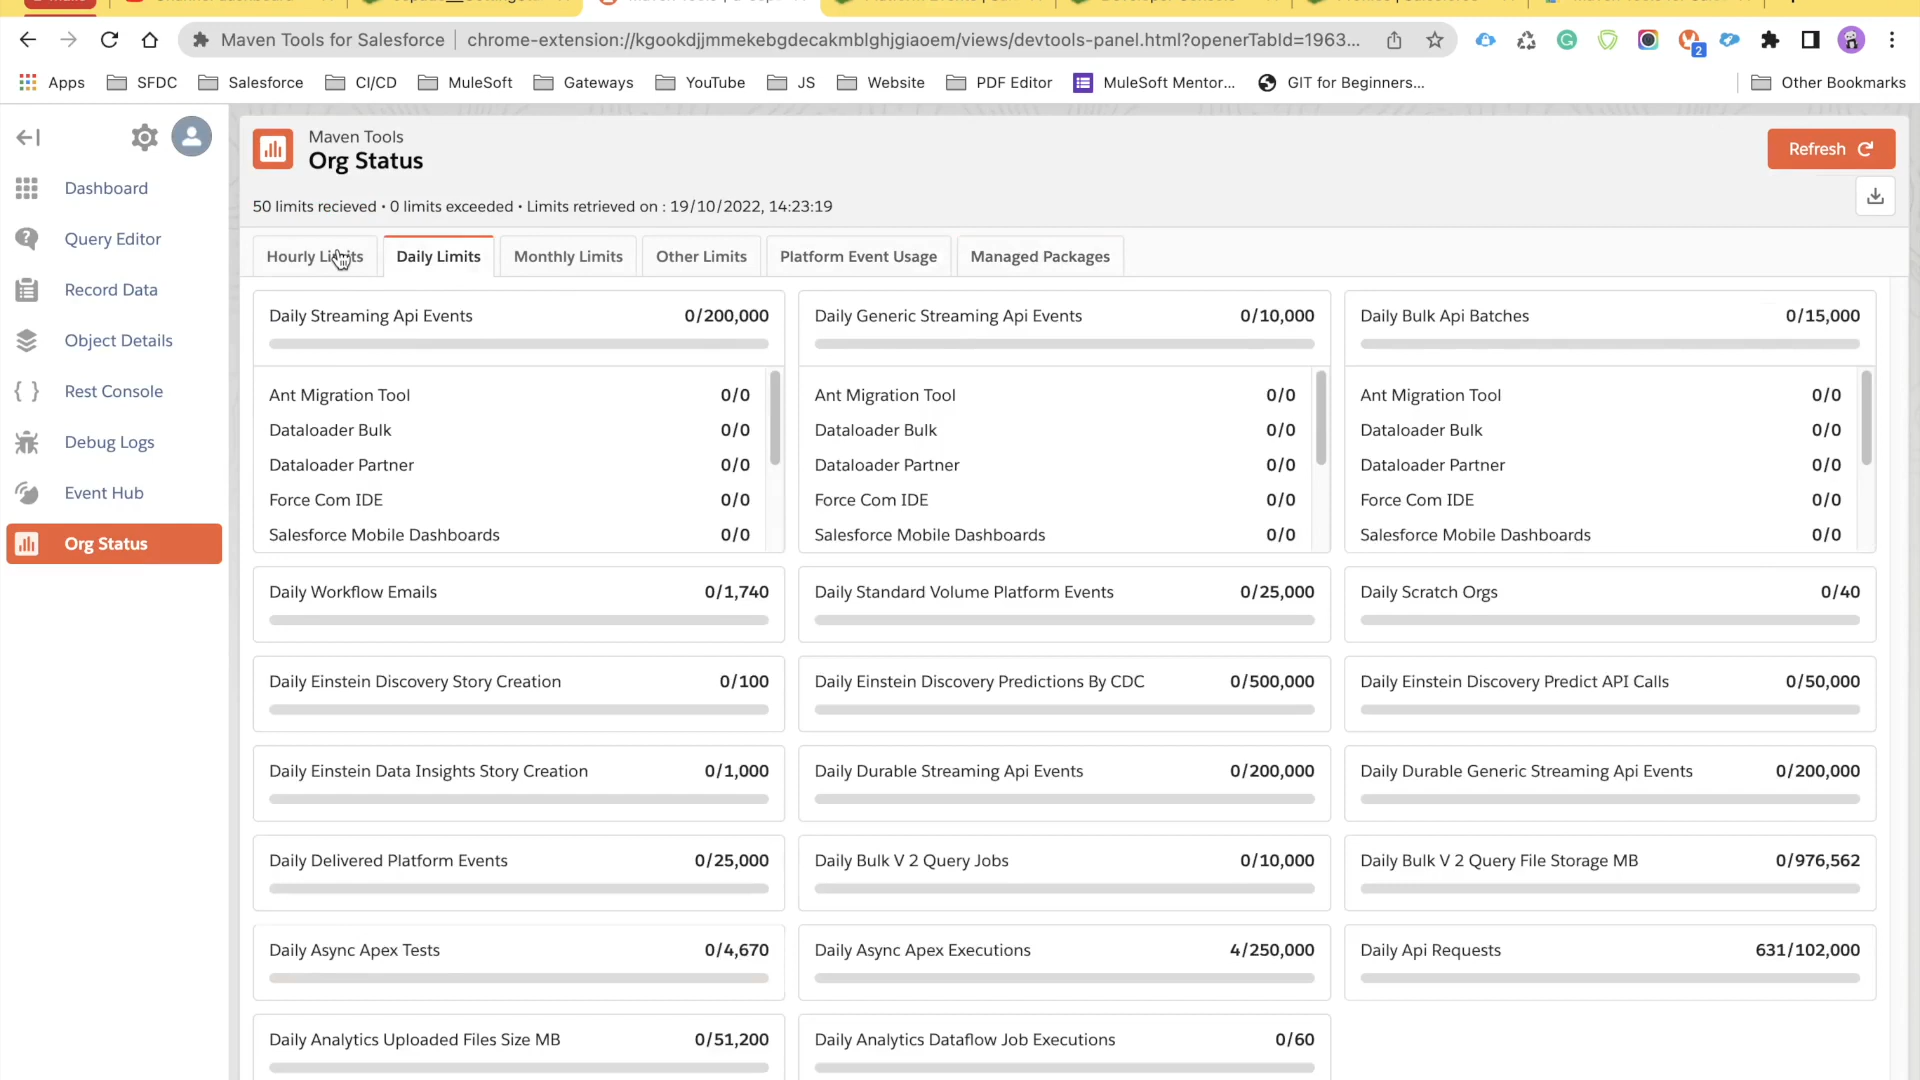 Maven Tools for Salesforce
chrome-extension://kgookdjjmmekebgdecakmblghjgiaoem/views/devtools-panel.html?openerTabId=1963...
2
Apps
SFDC
Salesforce
CI/CD
MuleSoft
Gateways
YouTube
JS
Website
PDF Editor
MuleSoft Mentor...
GIT for Beginners...
Other Bookmarks
Maven Tools
Org Status
Refresh
50 limits recieved • 0 limits exceeded • Limits retrieved on : 19/10/2022, 14:23:19
Dashboard
Query Editor
Record Data
Object Details
Rest Console
Debug Logs
Event Hub
Org Status
Hourly Limits
Daily Limits
Monthly Limits
Other Limits
Platform Event Usage
Managed Packages
Daily Streaming Api Events 0/200,000
Ant Migration Tool 0/0
Dataloader Bulk 0/0
Dataloader Partner 0/0
Force Com IDE 0/0
Salesforce Mobile Dashboards 0/0
Daily Generic Streaming Api Events 0/10,000
Ant Migration Tool 0/0
Dataloader Bulk 0/0
Dataloader Partner 0/0
Force Com IDE 0/0
Salesforce Mobile Dashboards 0/0
Daily Bulk Api Batches 0/15,000
Ant Migration Tool 0/0
Dataloader Bulk 0/0
Dataloader Partner 0/0
Force Com IDE 0/0
Salesforce Mobile Dashboards 0/0
Daily Workflow Emails 0/1,740
Daily Standard Volume Platform Events 0/25,000
Daily Scratch Orgs 0/40
Daily Einstein Discovery Story Creation 0/100
Daily Einstein Discovery Predictions By CDC 0/500,000
Daily Einstein Discovery Predict API Calls 0/50,000
Daily Einstein Data Insights Story Creation 0/1,000
Daily Durable Streaming Api Events 0/200,000
Daily Durable Generic Streaming Api Events 0/200,000
Daily Delivered Platform Events 0/25,000
Daily Bulk V 2 Query Jobs 0/10,000
Daily Bulk V 2 Query File Storage MB 0/976,562
Daily Async Apex Tests 0/4,670
Daily Async Apex Executions 4/250,000
Daily Api Requests 631/102,000
Daily Analytics Uploaded Files Size MB 0/51,200
Daily Analytics Dataflow Job Executions 0/60